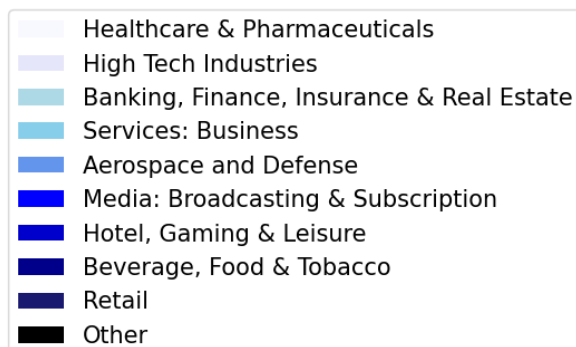 Healthcare & Pharmaceuticals
High Tech Industries
Banking, Finance, Insurance & Real Estate
Services: Business
Aerospace and Defense
Media: Broadcasting & Subscription
Hotel, Gaming & Leisure
Beverage, Food & Tobacco
Retail
Other